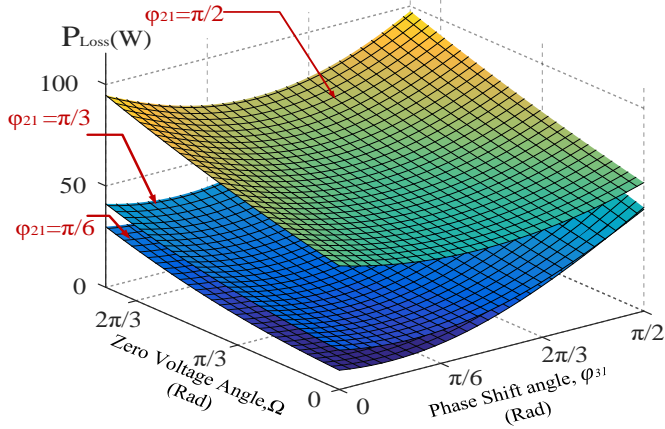 φ21=π/2
PLoss(W)
100
φ21 =π/3
50
φ21=π/6
0
2π/3
π/3
0
0
π/6
2π/3
π/2
Zero Voltage Angle,Ω
(Rad)
Phase Shift angle, φ31
(Rad)